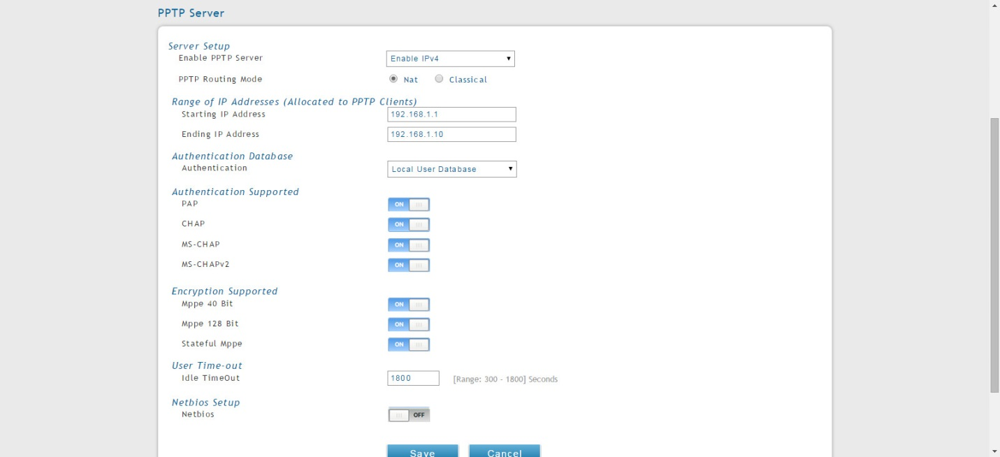 PPTP Server
Server Setup
Enable PPTP Server Enable IPv4
PPTP Routing Mode Nat Classical
Range of IP Addresses (Allocated to PPTP Clients)
Starting IP Address 192.168.1.1
Ending IP Address 192.168.1.10
Authentication Database
Authentication Local User Database
Authentication Supported
PAP ON
CHAP ON
MS-CHAP ON
MS-CHAPv2 ON
Encryption Supported
Mppe 40 Bit ON
Mppe 128 Bit ON
Stateful Mppe ON
User Time-out
Idle TimeOut 1800 [Range: 300 - 1800] Seconds
Netbios Setup
Netbios OFF
Save Cancel